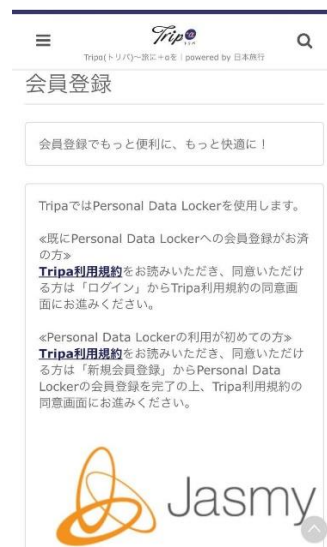 Tripα
Tripα(トリパ)~旅に+αを | powered by 日本旅行
会員登録
会員登録でもっと便利に、もっと快適に！
TripaではPersonal Data Lockerを使用します。
≪既にPersonal Data Lockerへの会員登録がお済
の方≫
Tripa利用規約をお読みいただき、同意いただけ
る方は「ログイン」からTripa利用規約の同意画
面にお進みください。
≪Personal Data Lockerの利用が初めての方≫
Tripa利用規約をお読みいただき、同意いただけ
る方は「新規会員登録」からPersonal Data
Lockerの会員登録を完了の上、Tripa利用規約の
同意画面にお進みください。
Jasmy